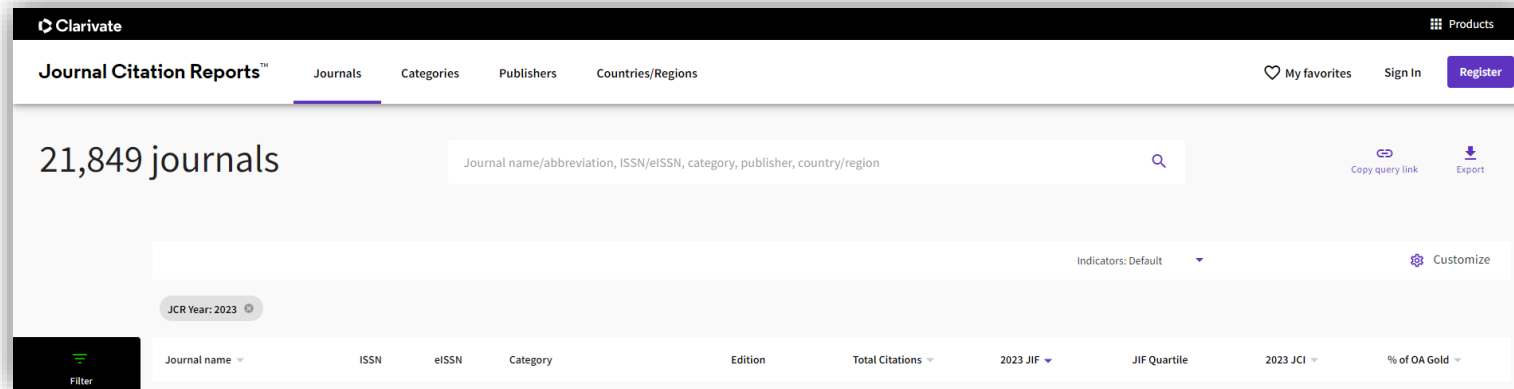 Clarivate
Products
Journal Citation Reports™
Journals
Categories
Publishers
Countries/Regions
My favorites
Sign In
Register
21,849 journals
Journal name/abbreviation, ISSN/eISSN, category, publisher, country/region
Copy query link
Export
Indicators: Default
Customize
JCR Year: 2023
Filter
Journal name
ISSN
eISSN
Category
Edition
Total Citations
2023 JIF
JIF Quartile
2023 JCI
% of OA Gold